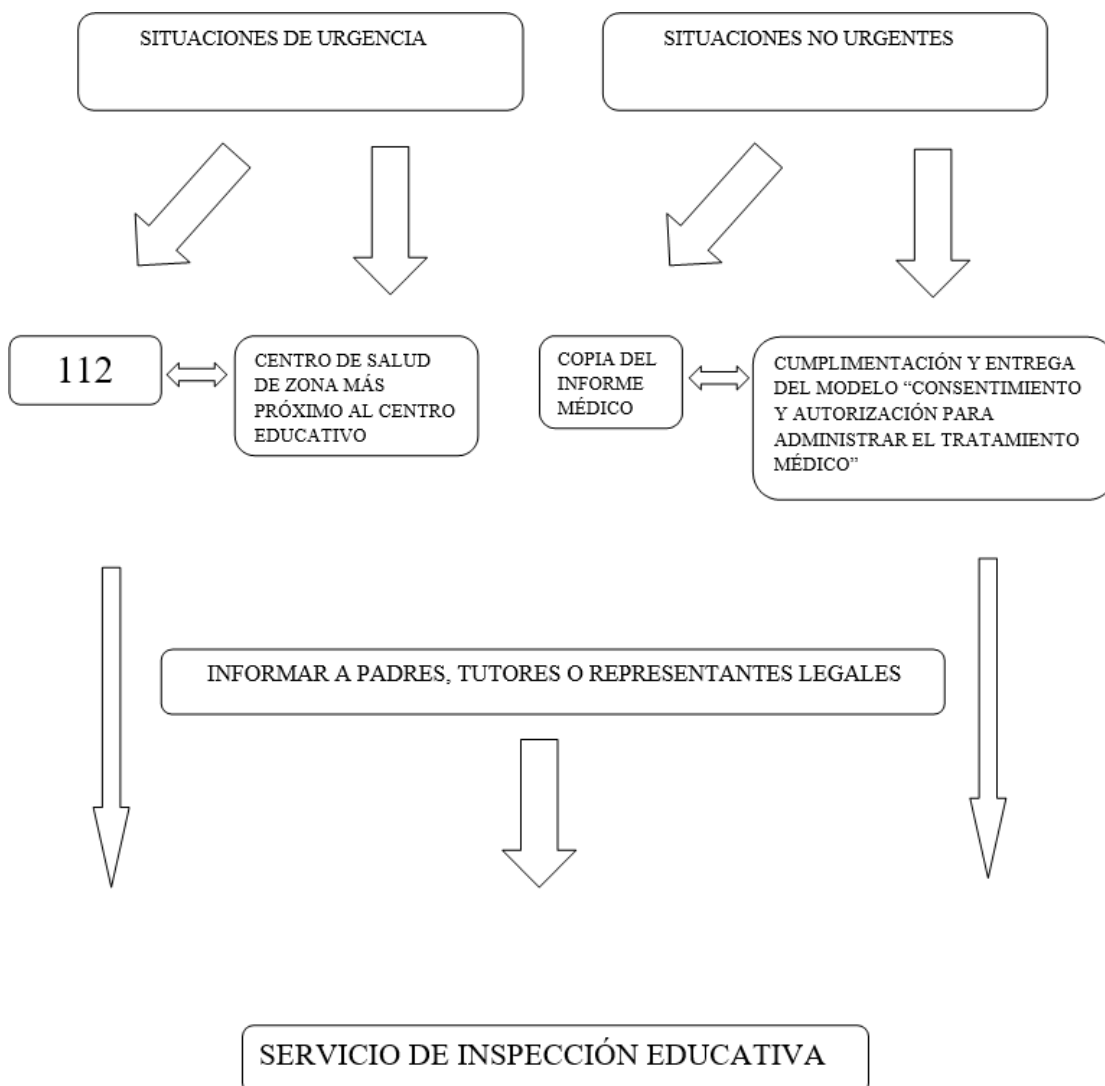 SITUACIONES DE URGENCIA
SITUACIONES NO URGENTES
112
CENTRO DE SALUD
DE ZONA MÁS
PRÓXIMO AL CENTRO
EDUCATIVO
COPIA DEL
INFORME
MÉDICO
CUMPLIMENTACIÓN Y ENTREGA
DEL MODELO “CONSENTIMIENTO
Y AUTORIZACIÓN PARA
ADMINISTRAR EL TRATAMIENTO
MÉDICO”
INFORMAR A PADRES, TUTORES O REPRESENTANTES LEGALES
SERVICIO DE INSPECCIÓN EDUCATIVA